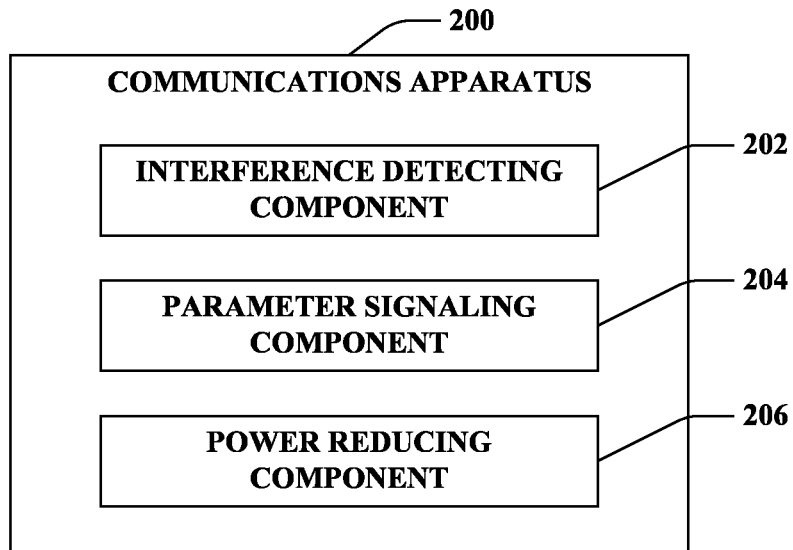 200
COMMUNICATIONS APPARATUS
202
INTERFERENCE DETECTING
COMPONENT
204
PARAMETER SIGNALING
COMPONENT
206
POWER REDUCING
COMPONENT